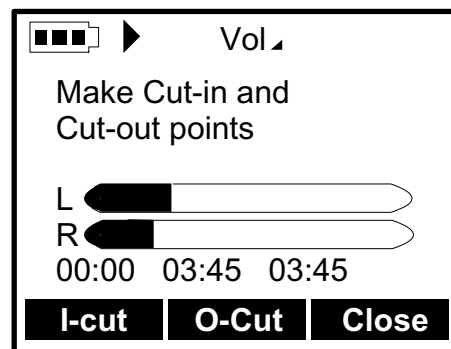 Vol
Make Cut-in and
Cut-out points
L
R
00:00 03:45 03:45
I-cut O-Cut Close